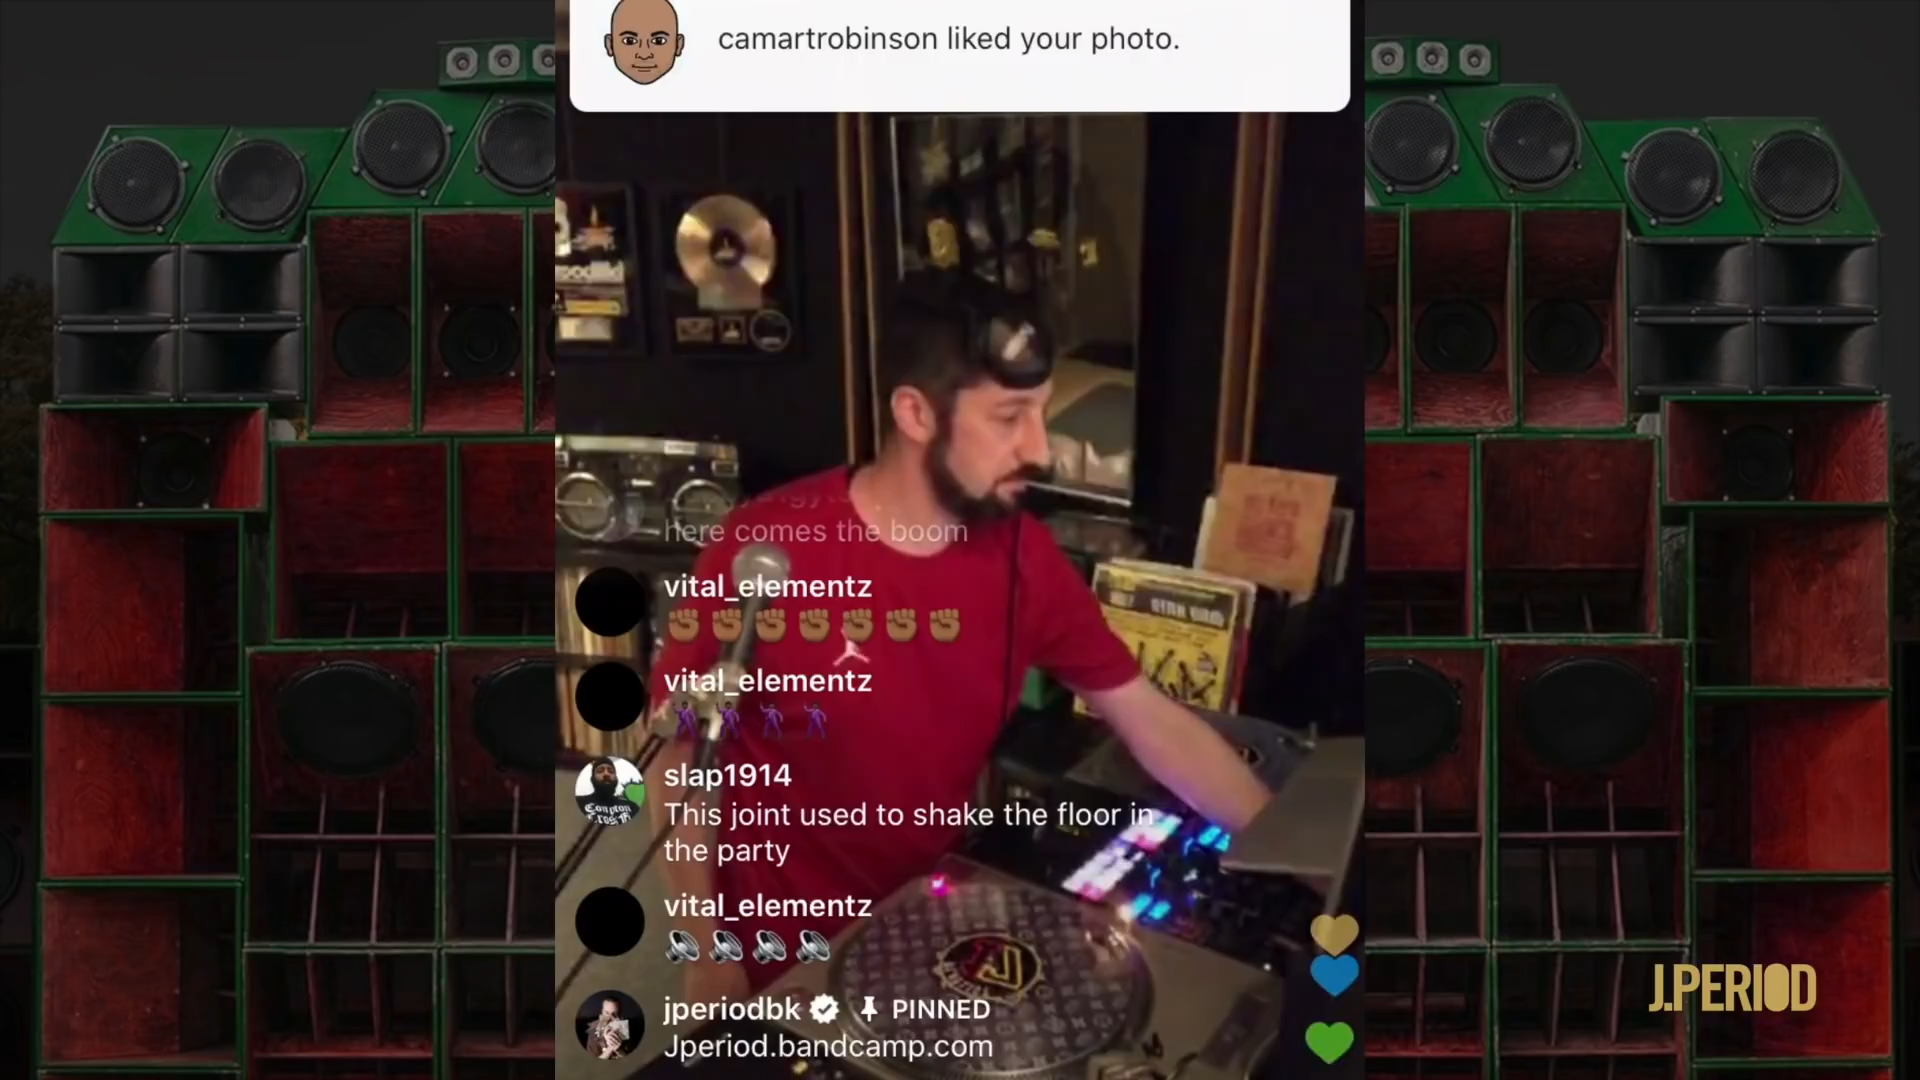 camartrobinson liked your photo.
here comes the boom
vital_elementz
vital_elementz
slap1914
This joint used to shake the floor in
the party
vital_elementz
jperiodbk PINNED
Jperiod.bandcamp.com
J.PERIOD